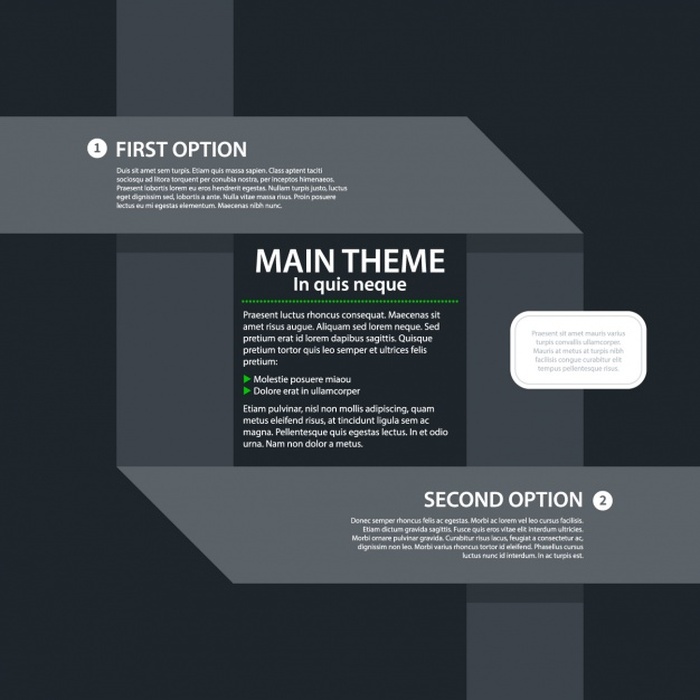 1 FIRST OPTION
Duis sit amet sem turpis. Etiam quis massa sapien. Class aptent taciti
sociosqu ad litora torquent per conubia nostra, per inceptos himenaeos.
Praesent lobortis lorem eu eros hendrerit egestas. Nullam turpis justo, luctus
eget dignissim sed, lobortis a ante. Nulla vitae massa risus. Proin posuere
lectus eu mi egestas elementum. Maecenas nibh nunc.
MAIN THEME
In quis neque
Praesent luctus rhoncus consequat. Maecenas sit
amet risus augue. Aliquam sed lorem neque. Sed
pretium erat id lorem dapibus sagittis. Quisque
pretium tortor quis leo semper et ultrices felis
pretium:
Molestie posuere miaou
Dolore erat in ullamcorper
Etiam pulvinar, nisl non mollis adipiscing, quam
metus eleifend risus, at tincidunt ligula sem ac
magna. Pellentesque quis egestas lectus. In et odio
urna. Nam non dolor a metus.
Praesent sit amet mauris varius
turpis convallis ullamcorper.
Mauris at metus at turpis nibh
facilisis congue curabitur elit
tempus pellentesque risus.
SECOND OPTION 2
Donec semper rhoncus felis ac egestas. Morbi ac lorem vel leo cursus facilisis.
Etiam dictum gravida sagittis. Fusce quis eros vitae elit interdum ultricies.
Morbi ornare pulvinar gravida. Curabitur risus lacus, feugiat a consectetur ac,
dignissim non leo. Morbi varius rhoncus tortor id eleifend. Phasellus cursus
luctus nunc id interdum. In ac turpis est.